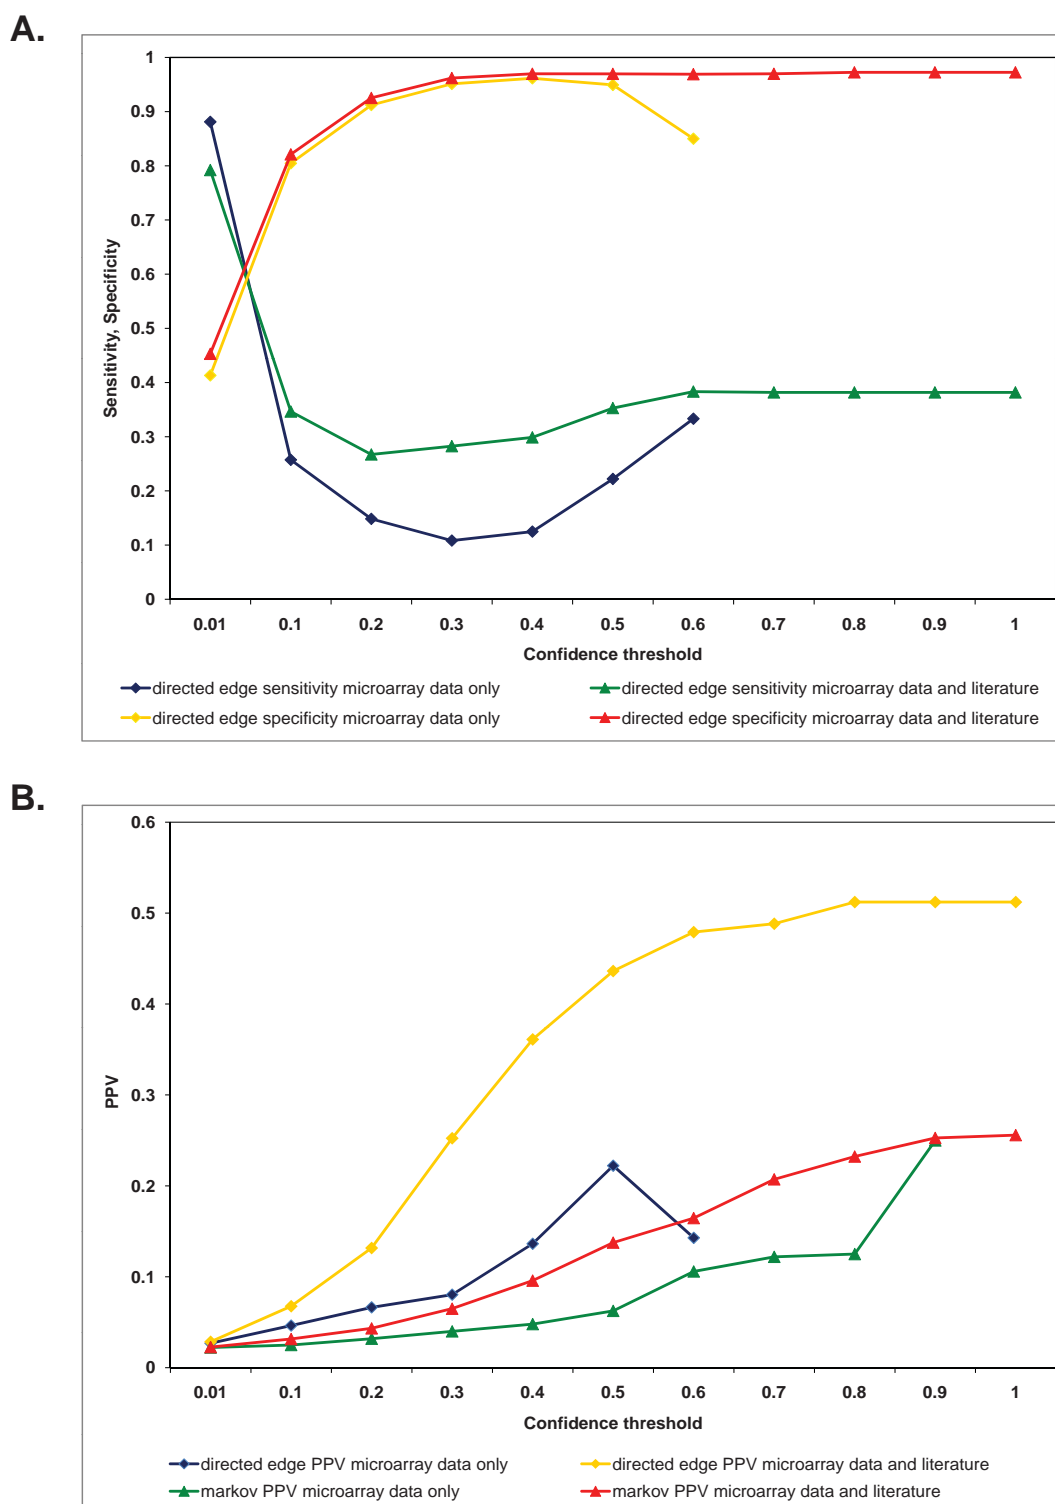 A.
1
0.9
0.8
0.7
0.6
0.5
0.4
0.3
0.2
0.1
0
Sensitivity, Specificity
0.01 0.1 0.2 0.3 0.4 0.5 0.6 0.7 0.8 0.9 1
Confidence threshold
directed edge sensitivity microarray data only directed edge sensitivity microarray data and literature
directed edge specificity microarray data only directed edge specificity microarray data and literature
B.
0.6
0.5
0.4
0.3
0.2
0.1
0
PPV
0.01 0.1 0.2 0.3 0.4 0.5 0.6 0.7 0.8 0.9 1
Confidence threshold
directed edge PPV microarray data only directed edge PPV microarray data and literature
markov PPV microarray data only markov PPV microarray data and literature